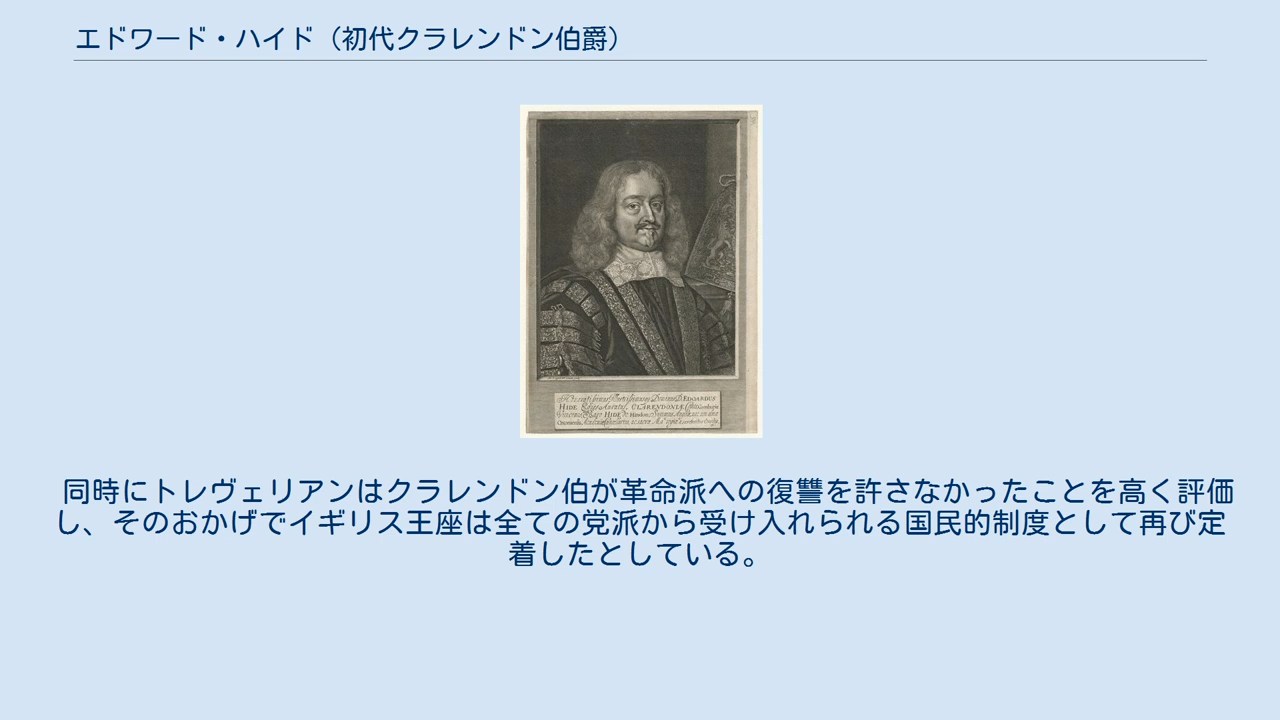 エドワード・ハイド（初代クラレンドン伯爵）
EDOARDUS
HIDE CLARENDONIÆ
HIDE de
同時にトレヴェリアンはクラレンドン伯が革命派への復讐を許さなかったことを高く評価
し、そのおかげでイギリス王座は全ての党派から受け入れられる国民的制度として再び定
着したとしている。